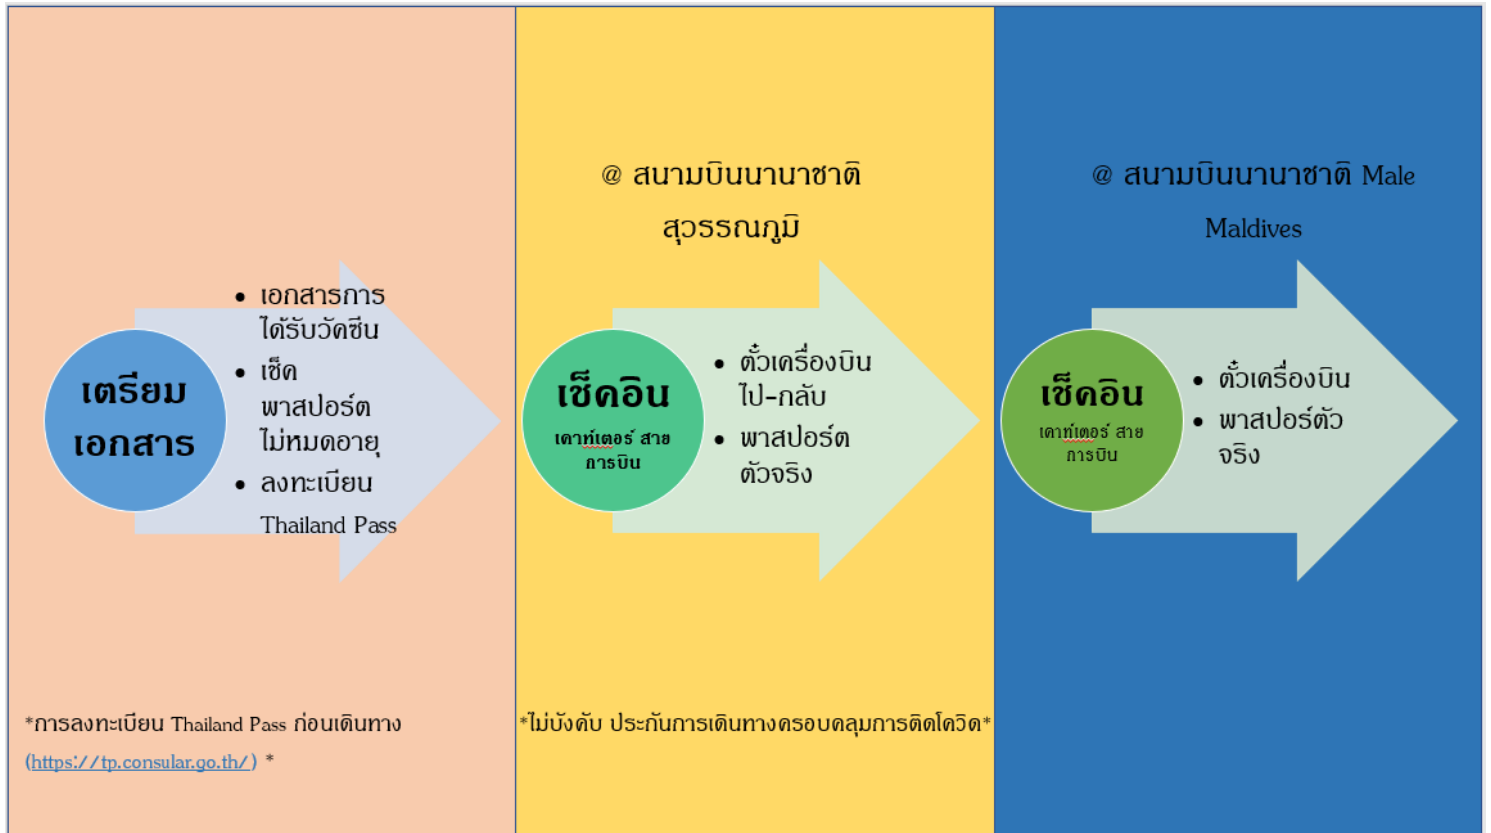 เตรียม
เอกสาร
• เอกสารการ
ได้รับวัคซีน
• เช็ค
พาสปอร์ต
ไม่หมดอายุ
• ลงทะเบียน
Thailand Pass
*การลงทะเบียน Thailand Pass ก่อนเดินทาง
(https://tp.consular.go.th/) *
@ สนามบินนานาชาติ
สุวรรณภูมิ
เช็คอิน
เคาท์เตอร์ สาย
การบิน
• ตั๋วเครื่องบิน
ไป-กลับ
• พาสปอร์ต
ตัวจริง
*ไม่บังคับ ประกันการเดินทางครอบคลุมการติดโควิด*
@ สนามบินนานาชาติ Male
Maldives
เช็คอิน
เคาท์เตอร์ สาย
การบิน
• ตั๋วเครื่องบิน
• พาสปอร์ตัว
จริง